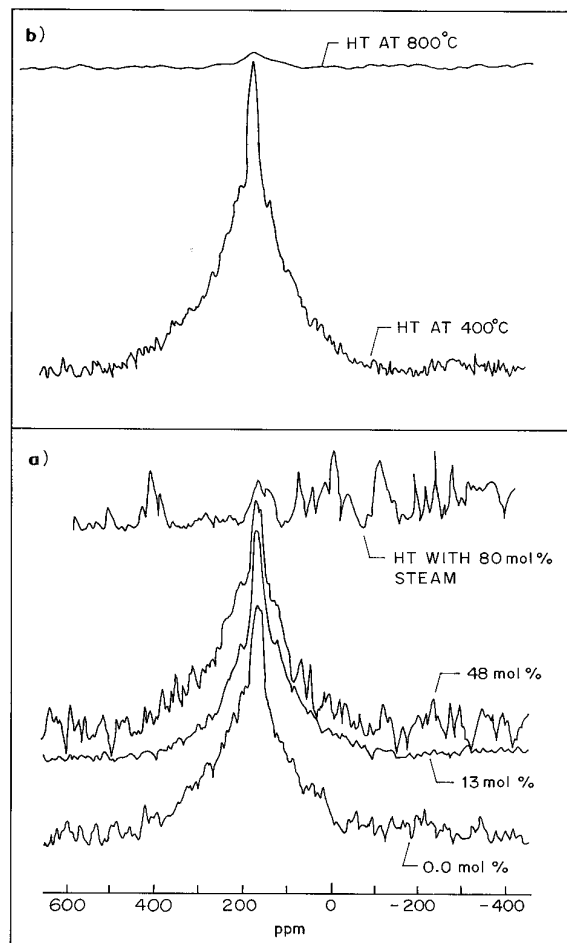 b)
HT AT 800°C
HT AT 400°C
a)
HT WITH 80 mol %
STEAM
48 mol %
13 mol %
0.0 mol %
600 400 200 0 -200 -400
ppm